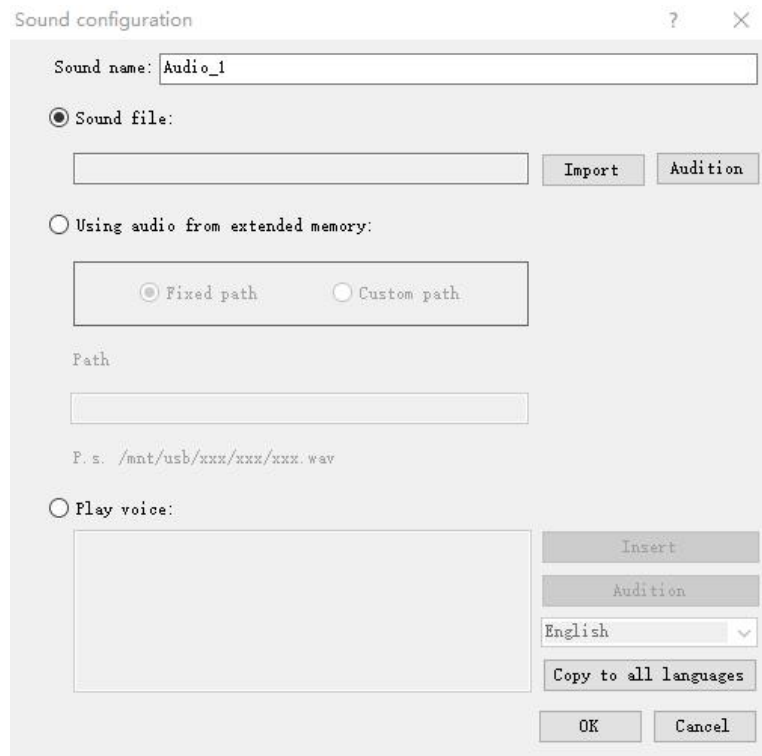 Sound configuration ?
Sound name: Audio_1
Sound file:
Import Audition
Using audio from extended memory:
Fixed path Custom path
Path
P.s. /mnt/usb/xxx/xxx/xxx.wav
Play voice:
Insert
Audition
English
Copy to all languages
OK Cancel